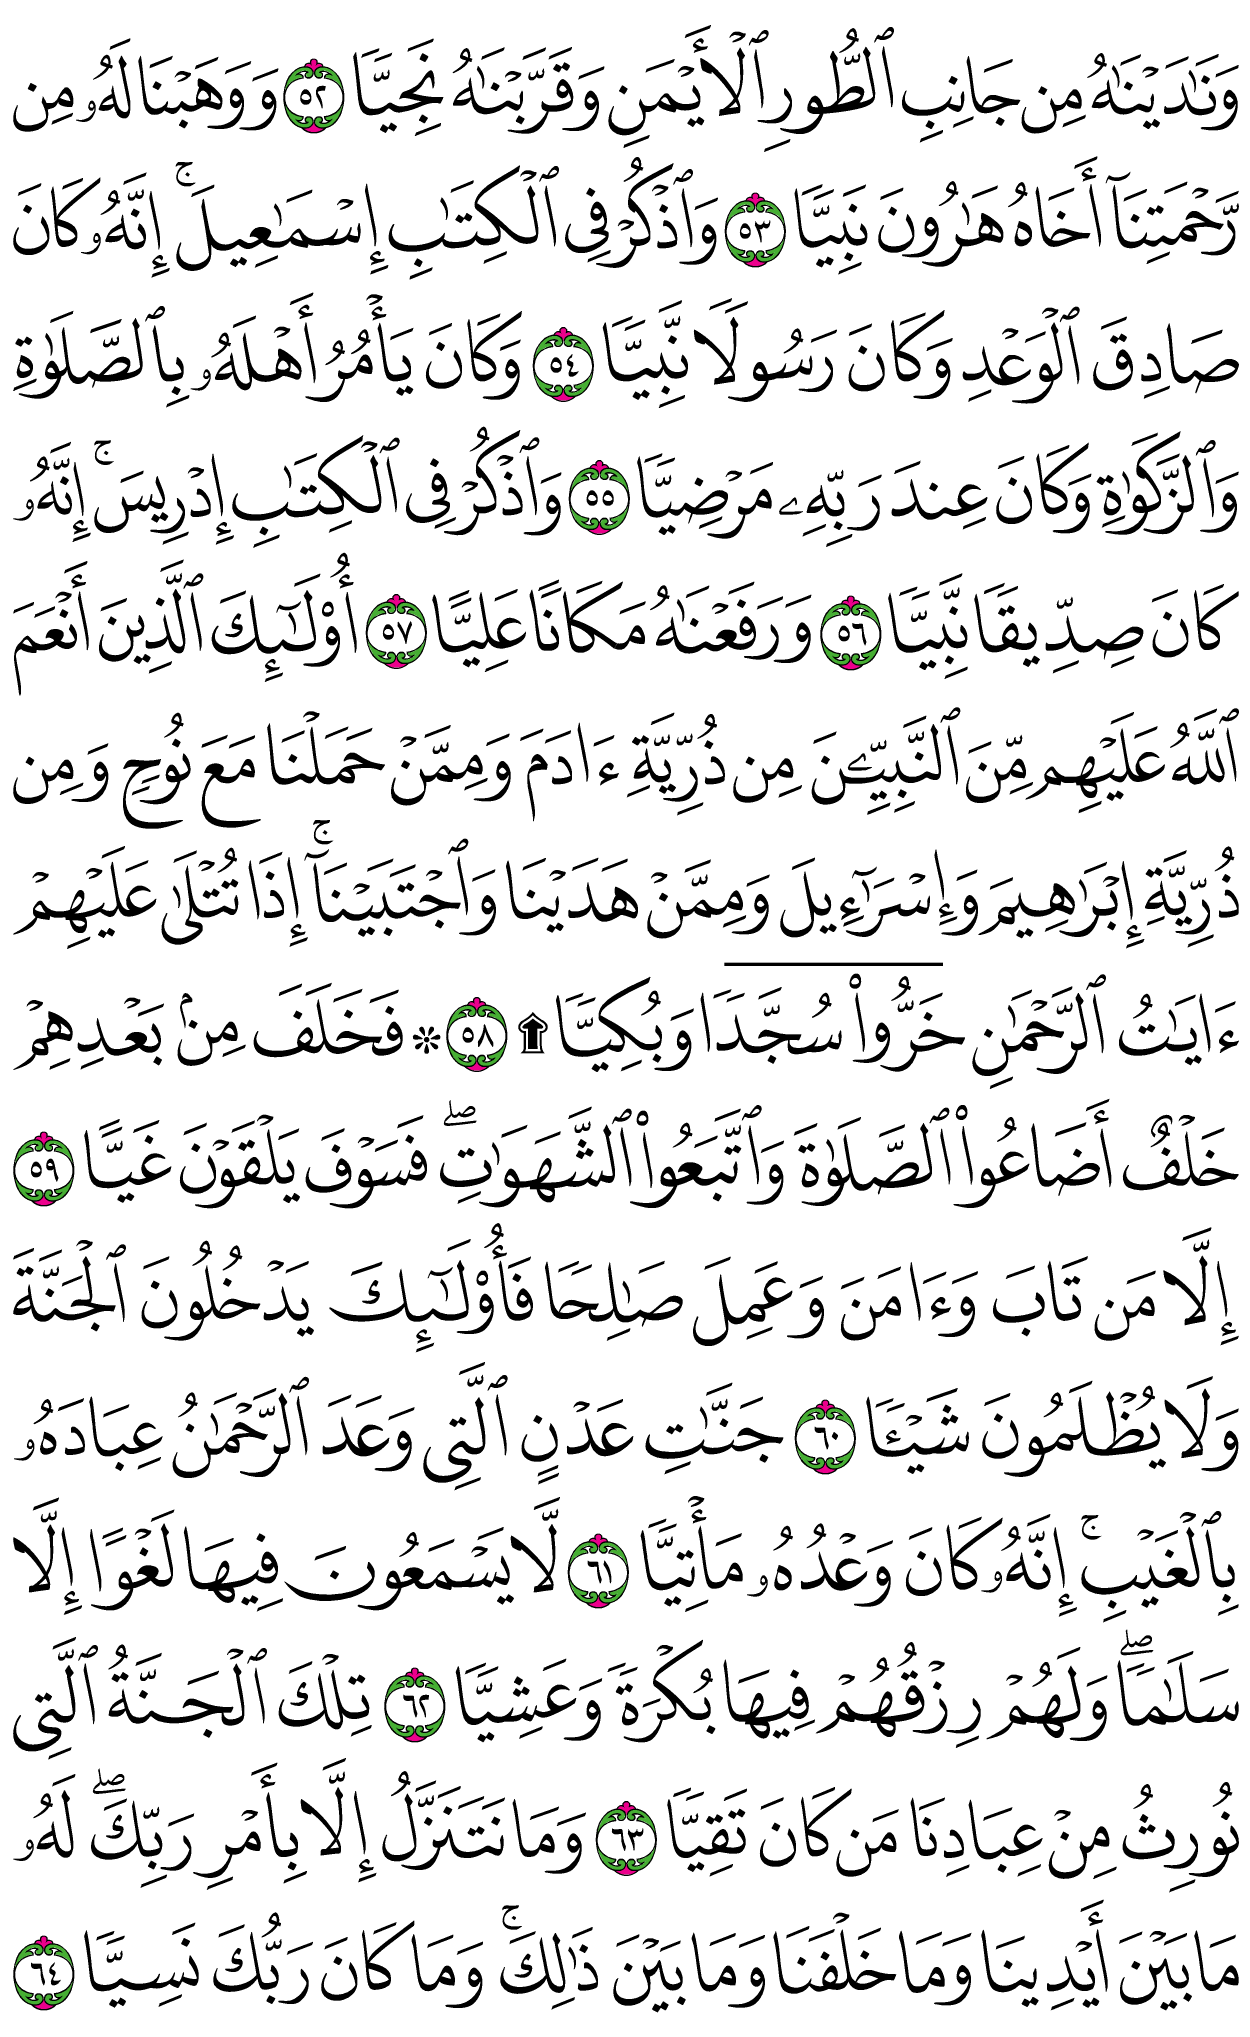 وَنَٰدَيْنَٰهُ مِن جَانِبِ ٱلطُّورِ ٱلْأَيْمَنِ وَقَرَّبْنَٰهُ نَجِيًّا ٥٢ وَوَهَبْنَا لَهُۥ مِن
رَّحْمَتِنَآ أَخَاهُ هَٰرُونَ نَبِيًّا ٥٣ وَٱذْكُرْ فِى ٱلْكِتَٰبِ إِسْمَٰعِيلَ ۚ إِنَّهُۥ كَانَ
صَادِقَ ٱلْوَعْدِ وَكَانَ رَسُولًا نَّبِيًّا ٥٤ وَكَانَ يَأْمُرُ أَهْلَهُۥ بِٱلصَّلَوٰةِ
وَٱلزَّكَوٰةِ وَكَانَ عِندَ رَبِّهِۦ مَرْضِيًّا ٥٥ وَٱذْكُرْ فِى ٱلْكِتَٰبِ إِدْرِيسَ ۚ إِنَّهُۥ
كَانَ صِدِّيقًا نَّبِيًّا ٥٦ وَرَفَعْنَٰهُ مَكَانًا عَلِيًّا ٥٧ أُو۟لَٰٓئِكَ ٱلَّذِينَ أَنْعَمَ
ٱللَّهُ عَلَيْهِم مِّنَ ٱلنَّبِيِّـۧنَ مِن ذُرِّيَّةِ ءَادَمَ وَمِمَّنْ حَمَلْنَا مَعَ نُوحٍ وَمِن
ذُرِّيَّةِ إِبْرَٰهِيمَ وَإِسْرَٰٓءِيلَ وَمِمَّنْ هَدَيْنَا وَٱجْتَبَيْنَآ ۚ إِذَا تُتْلَىٰ عَلَيْهِمْ
ءَايَٰتُ ٱلرَّحْمَٰنِ خَرُّوا۟ سُجَّدًا وَبُكِيًّا ۩ ٥٨ ۞ فَخَلَفَ مِنۢ بَعْدِهِمْ
خَلْفٌ أَضَاعُوا۟ ٱلصَّلَوٰةَ وَٱتَّبَعُوا۟ ٱلشَّهَوَٰتِ ۖ فَسَوْفَ يَلْقَوْنَ غَيًّا ٥٩
إِلَّا مَن تَابَ وَءَامَنَ وَعَمِلَ صَٰلِحًا فَأُو۟لَٰٓئِكَ يَدْخُلُونَ ٱلْجَنَّةَ
وَلَا يُظْلَمُونَ شَيْـًٔا ٦٠ جَنَّٰتِ عَدْنٍ ٱلَّتِى وَعَدَ ٱلرَّحْمَٰنُ عِبَادَهُۥ
بِٱلْغَيْبِ ۚ إِنَّهُۥ كَانَ وَعْدُهُۥ مَأْتِيًّا ٦١ لَّا يَسْمَعُونَ فِيهَا لَغْوًا إِلَّا
سَلَٰمًا ۖ وَلَهُمْ رِزْقُهُمْ فِيهَا بُكْرَةً وَعَشِيًّا ٦٢ تِلْكَ ٱلْجَنَّةُ ٱلَّتِى
نُورِثُ مِنْ عِبَادِنَا مَن كَانَ تَقِيًّا ٦٣ وَمَا نَتَنَزَّلُ إِلَّا بِأَمْرِ رَبِّكَ ۖ لَهُۥ
مَا بَيْنَ أَيْدِينَا وَمَا خَلْفَنَا وَمَا بَيْنَ ذَٰلِكَ ۚ وَمَا كَانَ رَبُّكَ نَسِيًّا ٦٤